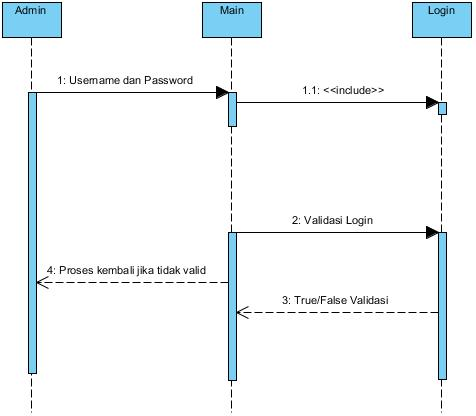 Admin
Main
Login
1: Username dan Password
1.1: <<include>>
2: Validasi Login
4: Proses kembali jika tidak valid
3: True/False Validasi